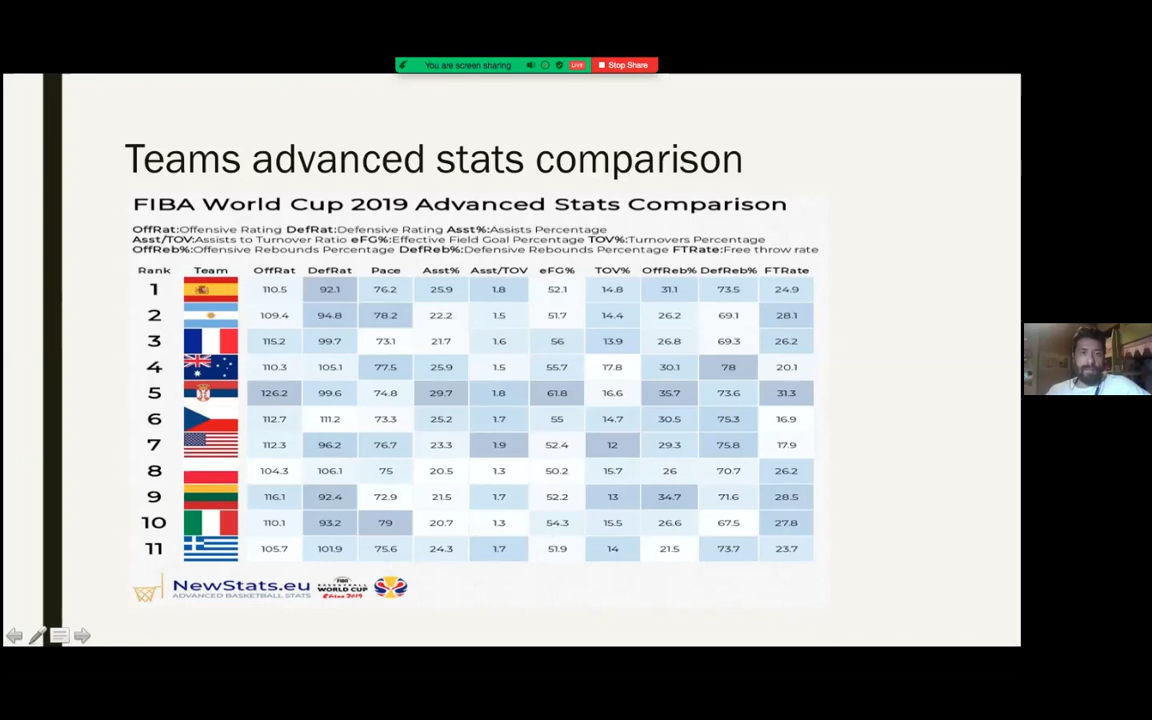 You are screen sharing LIVE Stop Share
Teams advanced stats comparison
FIBA World Cup 2019 Advanced Stats Comparison
OffRat:Offensive Rating DefRat:Defensive Rating Asst%:Assists Percentage
Asst/TOV:Assists to Turnover Ratio eFG%:Effective Field Goal Percentage TOV%:Turnovers Percentage
OffReb%:Offensive Rebounds Percentage DefReb%:Defensive Rebounds Percentage FTRate:Free throw rate
Rank Team OffRat DefRat Pace Asst% Asst/TOV eFG% TOV% OffReb% DefReb% FTRate
1 110.5 92.1 76.2 25.9 1.8 52.1 14.8 31.1 73.5 24.9
2 109.4 94.8 78.2 22.2 1.5 51.7 14.4 26.2 69.1 28.1
3 115.2 99.7 73.1 21.7 1.6 56 13.9 26.8 69.3 26.2
4 110.3 105.1 77.5 25.9 1.5 55.7 17.8 30.1 78 20.1
5 126.2 99.6 74.8 29.7 1.8 61.8 16.6 35.7 73.6 31.3
6 112.7 111.2 73.3 25.2 1.7 55 14.7 30.5 75.3 16.9
7 112.3 96.2 76.7 23.3 1.9 52.4 12 29.3 75.8 17.9
8 104.3 106.1 75 20.5 1.3 50.2 15.7 26 70.7 26.2
9 116.1 92.4 72.9 21.5 1.7 52.2 13 34.7 71.6 28.5
10 110.1 93.2 79 20.7 1.3 54.3 15.5 26.6 67.5 27.8
11 105.7 101.9 75.6 24.3 1.7 51.9 14 21.5 73.7 23.7
NewStats.eu
ADVANCED BASKETBALL STATS
FIBA
BASKETBALL
WORLD CUP
China 2019